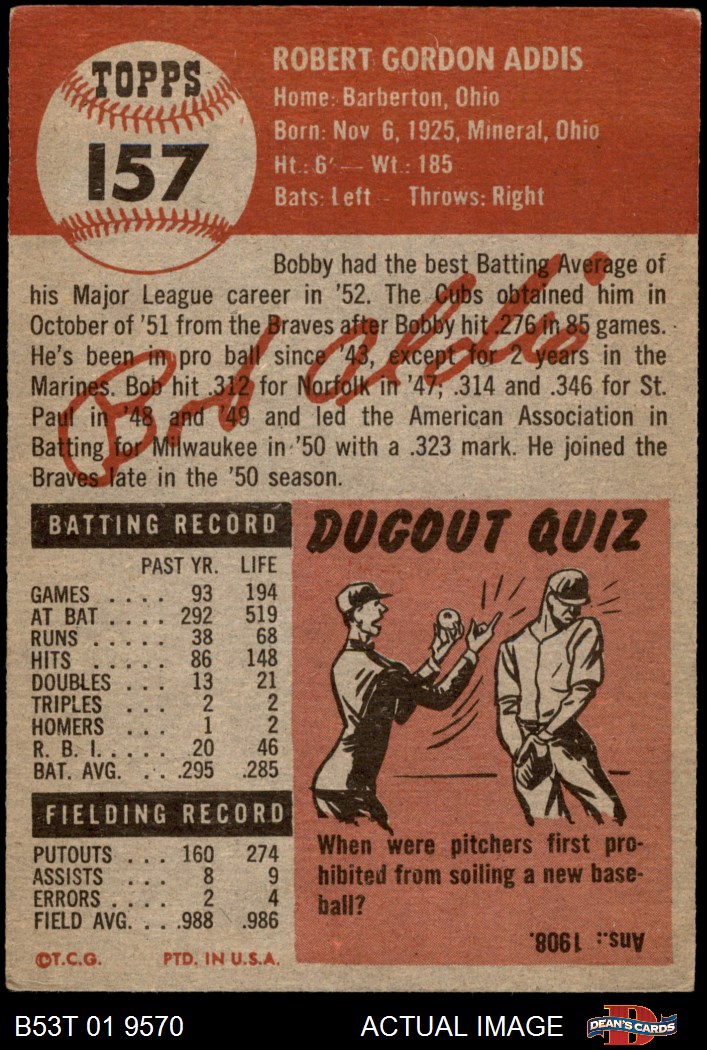 TOPPS
157
ROBERT GORDON ADDIS
Home: Barberton, Ohio
Born: Nov 6, 1925, Mineral, Ohio
Ht.: 6' — Wt.: 185
Bats: Left - Throws: Right
Bobby had the best Batting Average of
his Major League career in '52. The Cubs obtained him in
October of '51 from the Braves after Bobby hit .276 in 85 games.
He's been in pro ball since '43, except for 2 years in the
Marines. Bob hit .312 for Norfolk in '47; .314 and .346 for St.
Paul in '48 and '49 and led the American Association in
Batting for Milwaukee in '50 with a .323 mark. He joined the
Braves late in the '50 season.
Bob Addis
BATTING RECORD
PAST YR. LIFE
GAMES .... 93 194
AT BAT .... 292 519
RUNS .... 38 68
HITS ..... 86 148
DOUBLES ... 13 21
TRIPLES ... 2 2
HOMERS ... 1 2
R. B. I. .... 20 46
BAT. AVG. ... .295 .285
FIELDING RECORD
PUTOUTS ... 160 274
ASSISTS ... 8 9
ERRORS .... 2 4
FIELD AVG. ... .988 .986
©T.C.G. PTD. IN U.S.A.
DUGOUT QUIZ
When were pitchers first pro-
hibited from soiling a new base-
ball?
Ans.: 1908.
B53T 01 9570 ACTUAL IMAGE
D
DEAN'S CARDS